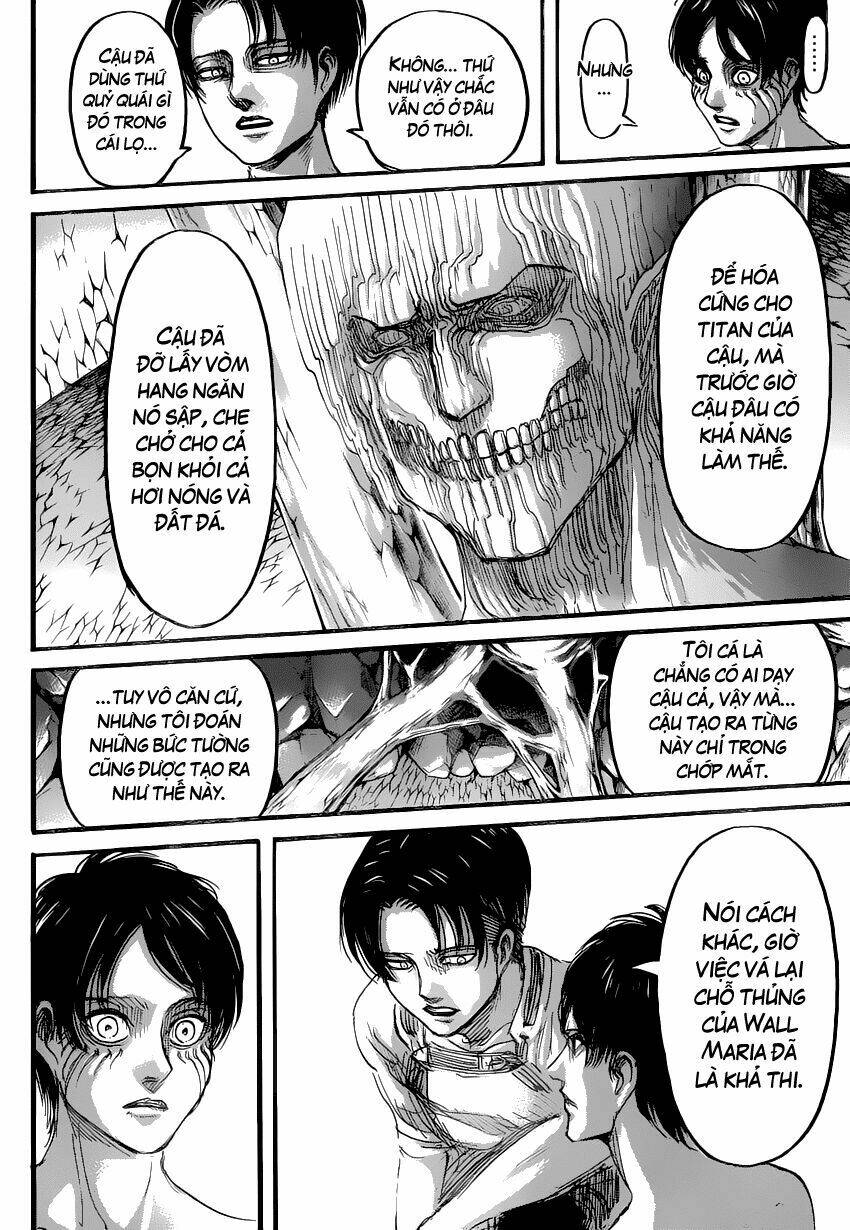 ........
NHƯNG
...
KHÔNG... THỨ
NHƯ VẬY CHẮC
VẪN CÓ Ở ĐÂU
ĐÓ THÔI.
CẬU ĐÃ
DÙNG THỨ
QUỶ QUÁI GÌ
ĐÓ TRONG
CÁI LỌ...
ĐỂ HÓA
CỨNG CHO
TITAN CỦA
CẬU, MÀ
TRƯỚC GIỜ
CẬU ĐÂU CÓ
KHẢ NĂNG
LÀM THẾ.
CẬU ĐÃ
ĐỠ LẤY VÒM
HANG NGĂN
NÓ SẬP, CHE
CHỞ CHO CẢ
BỌN KHỎI CẢ
HƠI NÓNG VÀ
ĐẤT ĐÁ.
TÔI CÁ LÀ
CHẲNG CÓ AI DẠY
CẬU CẢ, VẬY MÀ...
CẬU TẠO RA TỪNG
NÀY CHỈ TRONG
CHỚP MẮT.
...TUY VÔ CĂN CỨ,
NHƯNG TÔI ĐOÁN
NHỮNG BỨC TƯỜNG
CŨNG ĐƯỢC TẠO RA
NHƯ THẾ NÀY.
NÓI CÁCH
KHÁC, GIỜ
VIỆC VÁ LẠI
CHỖ THỦNG
CỦA WALL
MARIA ĐÃ
LÀ KHẢ THI.